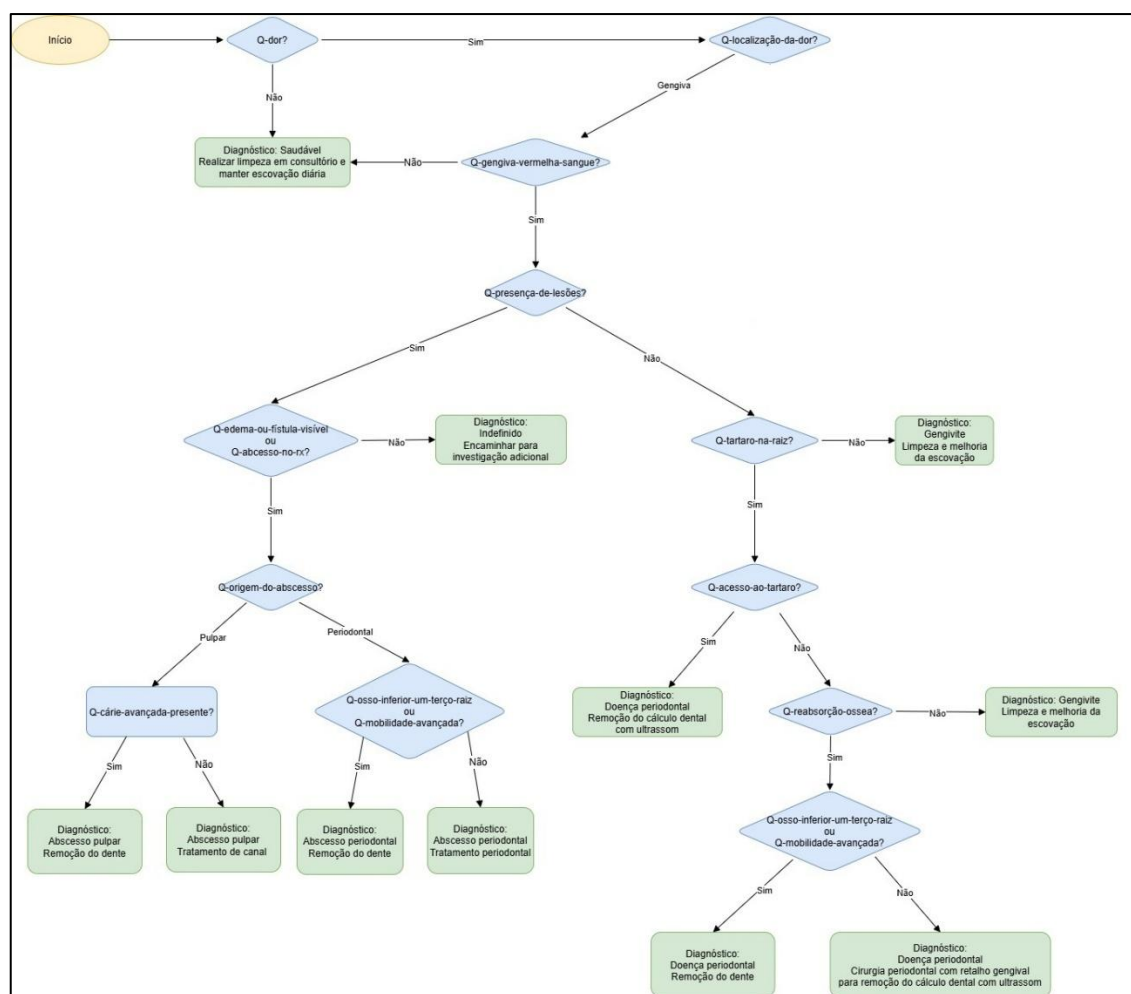 Início
Q-dor?
Sim
Q-localização-da-dor?
Não
Gengiva
Diagnóstico: Saudável
Realizar limpeza em consultório e
manter escovação diária
Não
Q-gengiva-vermelha-sangue?
Sim
Q-presença-de-lesões?
Sim
Não
Q-edema-ou-fístula-visível
ou
Q-abcesso-no-rx?
Não
Diagnóstico:
Indefinido
Encaminhar para
investigação adicional
Q-tartaro-na-raiz?
Não
Diagnóstico:
Gengivite
Limpeza e melhoria
da escovação
Sim
Sim
Q-origem-do-abscesso?
Q-acesso-ao-tartaro?
Pulpar
Periodontal
Sim
Não
Q-cárie-avançada-presente?
Q-osso-inferior-um-terço-raiz
ou
Q-mobilidade-avançada?
Diagnóstico:
Doença periodontal
Remoção do cálculo dental
com ultrassom
Q-reabsorção-ossea?
Não
Diagnóstico: Gengivite
Limpeza e melhoria da
escovação
Sim
Não
Sim
Não
Sim
Diagnóstico:
Abscesso pulpar
Remoção do dente
Diagnóstico:
Abscesso pulpar
Tratamento de canal
Diagnóstico:
Abscesso periodontal
Remoção do dente
Diagnóstico:
Abscesso periodontal
Tratamento periodontal
Q-osso-inferior-um-terço-raiz
ou
Q-mobilidade-avançada?
Sim
Não
Diagnóstico:
Doença periodontal
Remoção do dente
Diagnóstico:
Doença periodontal
Cirurgia periodontal com retalho gengival
para remoção do cálculo dental com ultrassom